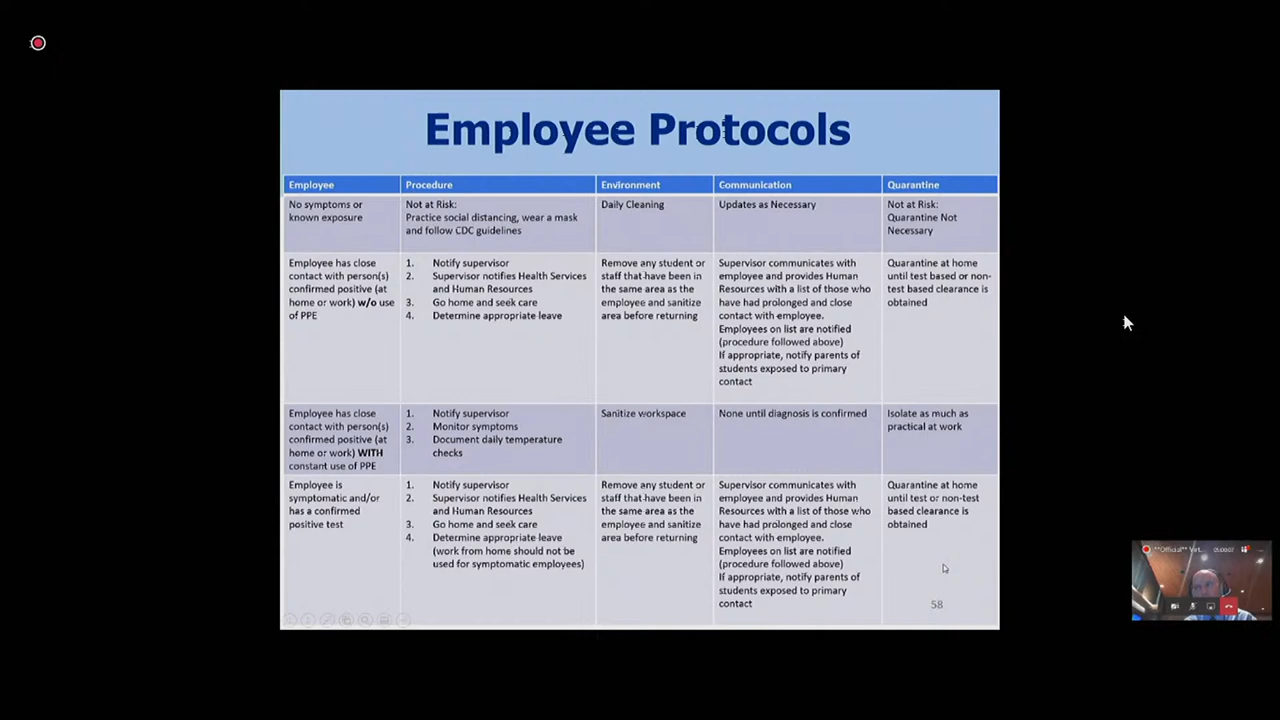 Employee Protocols
Employee
Procedure
Environment
Communication
Quarantine
No symptoms or
known exposure
Not at Risk:
Practice social distancing, wear a mask
and follow CDC guidelines
Daily Cleaning
Updates as Necessary
Not at Risk:
Quarantine Not
Necessary
Employee has close
contact with person(s)
confirmed positive (at
home or work) w/o use
of PPE
1. Notify supervisor
2. Supervisor notifies Health Services
and Human Resources
3. Go home and seek care
4. Determine appropriate leave
Remove any student or
staff that have been in
the same area as the
employee and sanitize
area before returning
Supervisor communicates with
employee and provides Human
Resources with a list of those who
have had prolonged and close
contact with employee.
Employees on list are notified
(procedure followed above)
If appropriate, notify parents of
students exposed to primary
contact
Quarantine at home
until test based or non-
test based clearance is
obtained
Employee has close
contact with person(s)
confirmed positive (at
home or work) WITH
constant use of PPE
1. Notify supervisor
2. Monitor symptoms
3. Document daily temperature
checks
Sanitize workspace
None until diagnosis is confirmed
Isolate as much as
practical at work
Employee is
symptomatic and/or
has a confirmed
positive test
1. Notify supervisor
2. Supervisor notifies Health Services
and Human Resources
3. Go home and seek care
4. Determine appropriate leave
(work from home should not be
used for symptomatic employees)
Remove any student or
staff that have been in
the same area as the
employee and sanitize
area before returning
Supervisor communicates with
employee and provides Human
Resources with a list of those who
have had prolonged and close
contact with employee.
Employees on list are notified
(procedure followed above)
If appropriate, notify parents of
students exposed to primary
contact
Quarantine at home
until test or non-test
based clearance is
obtained
58